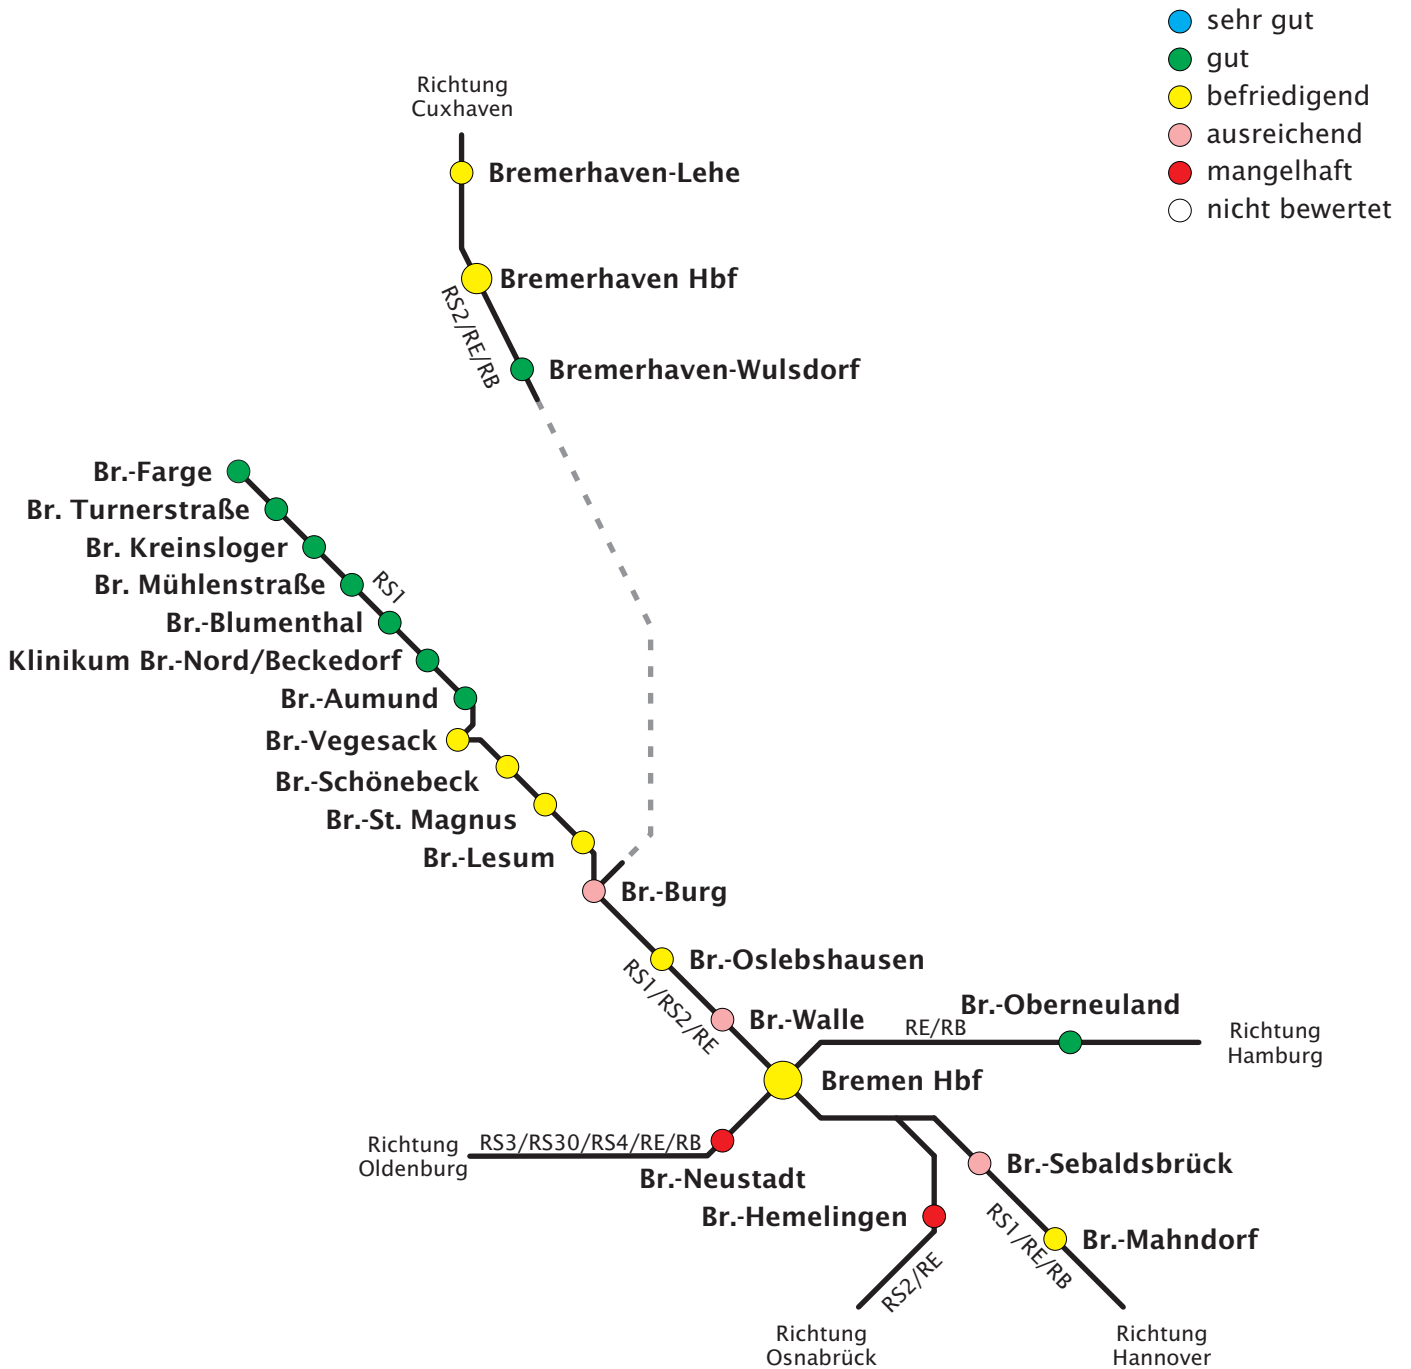 sehr gut
gut
befriedigend
ausreichend
mangelhaft
nicht bewertet
Richtung
Cuxhaven
Bremerhaven-Lehe
Bremerhaven Hbf
RS2/RE/RB
Bremerhaven-Wulsdorf
Br.-Farge
Br. Turnerstraße
Br. Kreinsloger
Br. Mühlenstraße
RS1
Br.-Blumenthal
Klinikum Br.-Nord/Beckedorf
Br.-Aumund
Br.-Vegesack
Br.-Schönebeck
Br.-St. Magnus
Br.-Lesum
Br.-Burg
Br.-Oslebshausen
RS1/RS2/RE
Br.-Walle
Br.-Oberneuland
RE/RB
Richtung
Hamburg
Bremen Hbf
Richtung
Oldenburg
RS3/RS30/RS4/RE/RB
Br.-Neustadt
Br.-Sebaldsbrück
Br.-Hemelingen
RS1/RE/RB
Br.-Mahndorf
RS2/RE
Richtung
Osnabrück
Richtung
Hannover